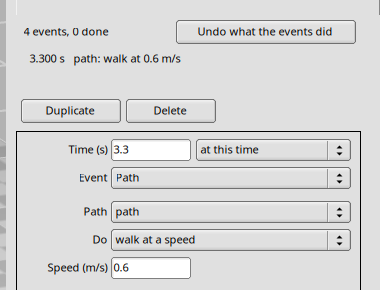 4 events, 0 done
Undo what the events did
3.300 s path: walk at 0.6 m/s
Duplicate
Delete
Time (s) 3.3 at this time
Event Path
Path path
Do walk at a speed
Speed (m/s) 0.6